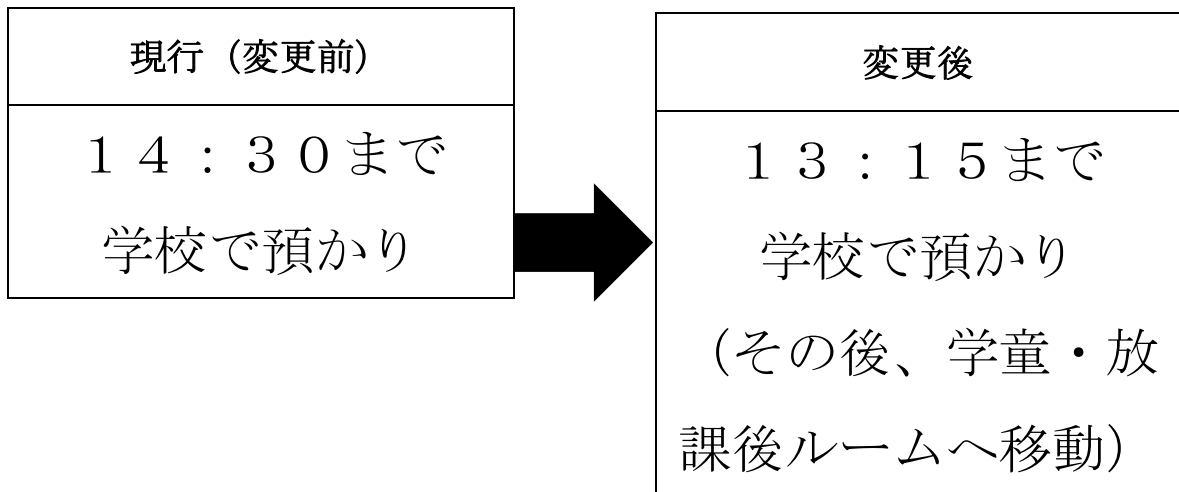 現行（変更前）
１４：３０まで
学校で預かり
変更後
１３：１５まで
学校で預かり
（その後、学童・放
課後ルームへ移動）